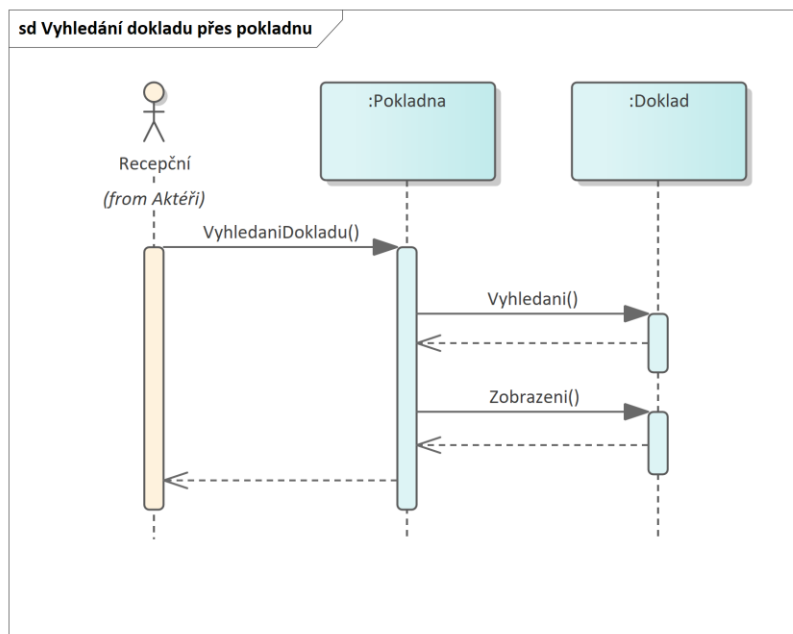 sd Vyhledání dokladu přes pokladnu
:Pokladna
:Doklad
Recepční
(from Aktéři)
VyhledaniDokladu()
Vyhledani()
Zobrazeni()